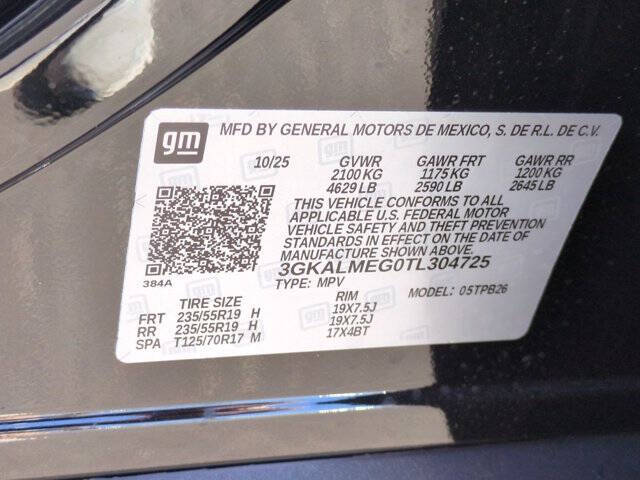 gm MFD BY GENERAL MOTORS DE MEXICO, S. DE R.L. DE C.V.
10/25 GVWR GAWR FRT GAWR RR
2100 KG 1175 KG 1200 KG
4629 LB 2590 LB 2645 LB
THIS VEHICLE CONFORMS TO ALL
APPLICABLE U.S. FEDERAL MOTOR
VEHICLE SAFETY AND THEFT PREVENTION
STANDARDS IN EFFECT ON THE DATE
OF MANUFACTURE SHOWN ABOVE.
3GKALMEG0TL304725
384A TYPE: MPV MODEL: 05TPB26
TIRE SIZE RIM
FRT 235/55R19 H 19X7.5J
RR 235/55R19 H 19X7.5J
SPA T125/70R17 M 17X4BT